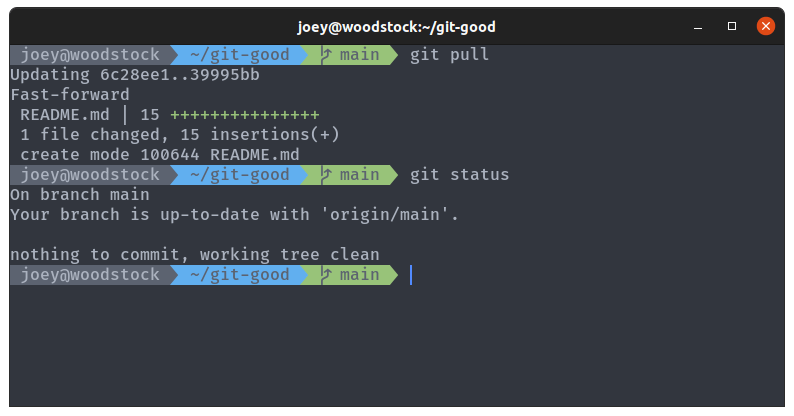 joey@woodstock:~/git-good
joey@woodstock ~/git-good main git pull
Updating 6c28ee1..39995bb
Fast-forward
README.md | 15 +++++++++++++++
1 file changed, 15 insertions(+)
create mode 100644 README.md
joey@woodstock ~/git-good main git status
On branch main
Your branch is up-to-date with 'origin/main'.
nothing to commit, working tree clean
joey@woodstock ~/git-good main